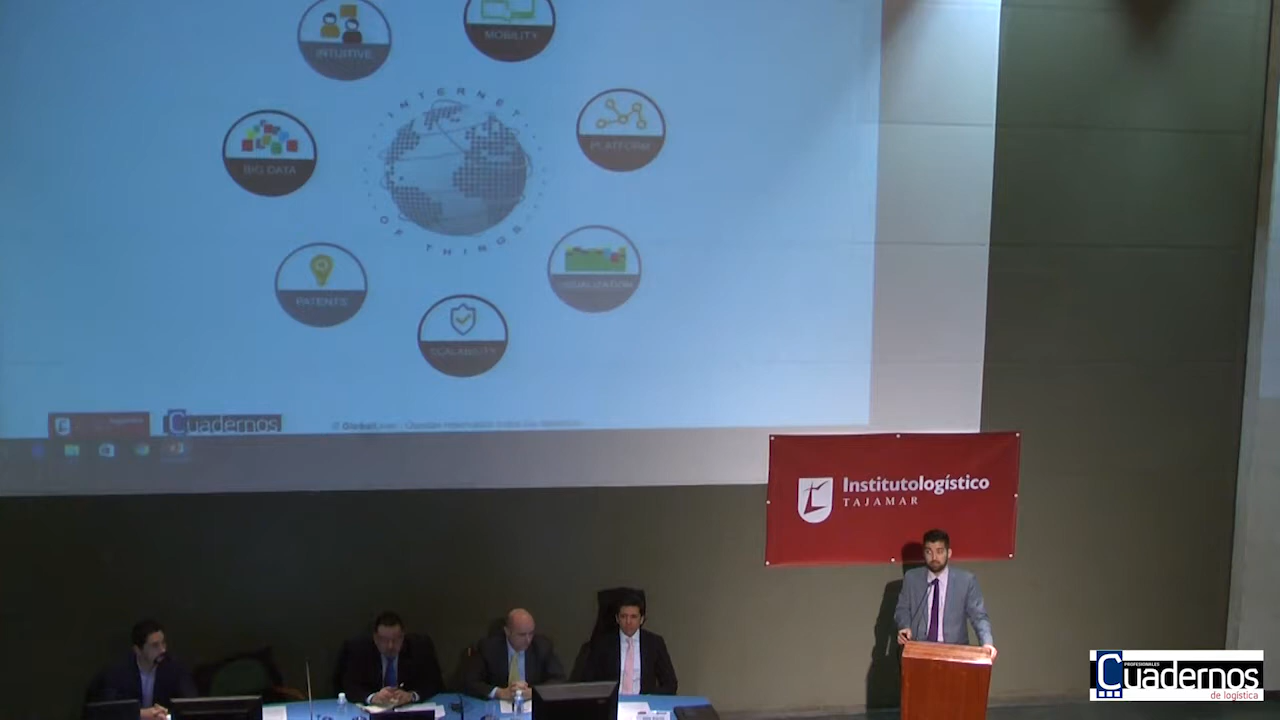 INTUITIVE
MOBILITY
INTERNET
OF THINGS
PLATFORM
BIG DATA
PATENTS
SCALABILITY
Cuadernos
Institutologístico
TAJAMAR
PROFESIONALES
Cuadernos
de logística